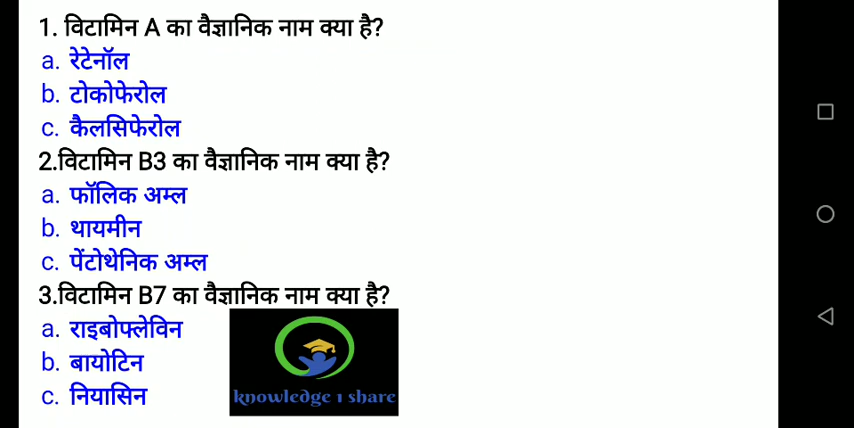 1. विटामिन A का वैज्ञानिक नाम क्या है?
a. रेटेनॉल
b. टोकोफेरोल
c. कैलसिफेरोल
2.विटामिन B3 का वैज्ञानिक नाम क्या है?
a. फॉलिक अम्ल
b. थायमीन
c. पेंटोथेनिक अम्ल
3.विटामिन B7 का वैज्ञानिक नाम क्या है?
a. राइबोफ्लेविन
b. बायोटिन
c. नियासिन
knowledge 1 share